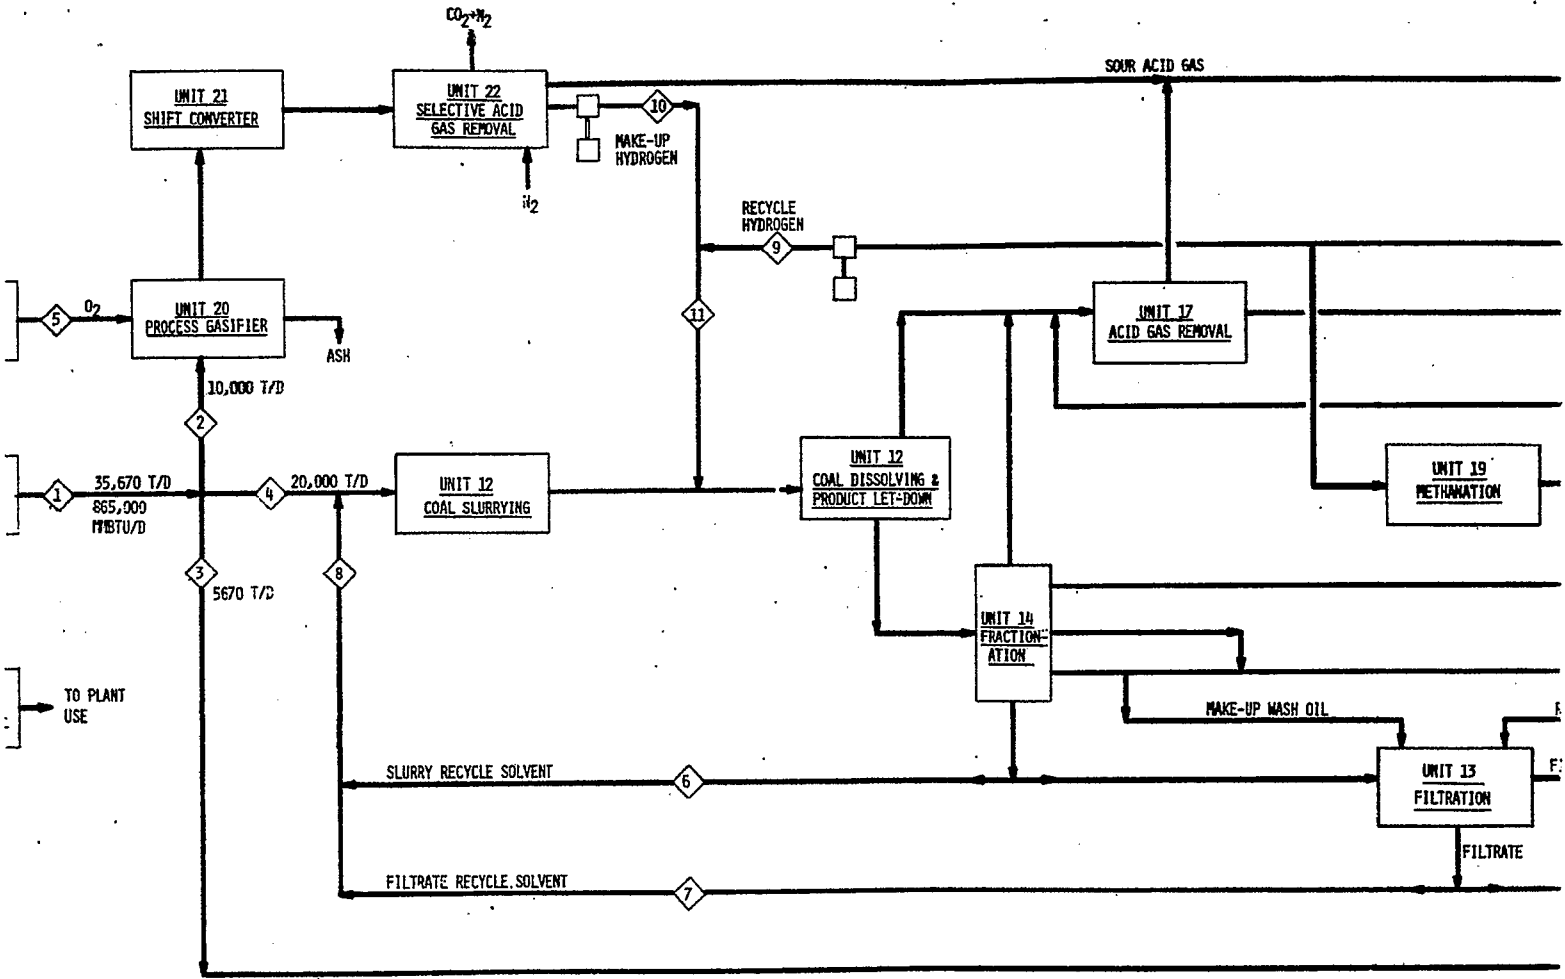 CO2+N2
SOUR ACID GAS
UNIT 21
SHIFT CONVERTER
UNIT 22
SELECTIVE ACID
GAS REMOVAL
10
MAKE-UP
HYDROGEN
N2
RECYCLE
HYDROGEN
9
5
O2
UNIT 20
PROCESS GASIFIER
ASH
11
UNIT 17
ACID GAS REMOVAL
10,000 T/D
2
1
35,670 T/D
865,000
MMBTU/D
4
20,000 T/D
UNIT 12
COAL SLURRYING
UNIT 12
COAL DISSOLVING &
PRODUCT LET-DOWN
UNIT 19
METHANATION
3
5670 T/D
8
UNIT 14
FRACTION-
ATION
TO PLANT
USE
MAKE-UP WASH OIL
SLURRY RECYCLE SOLVENT
6
UNIT 13
FILTRATION
FILTRATE
FILTRATE RECYCLE SOLVENT
7